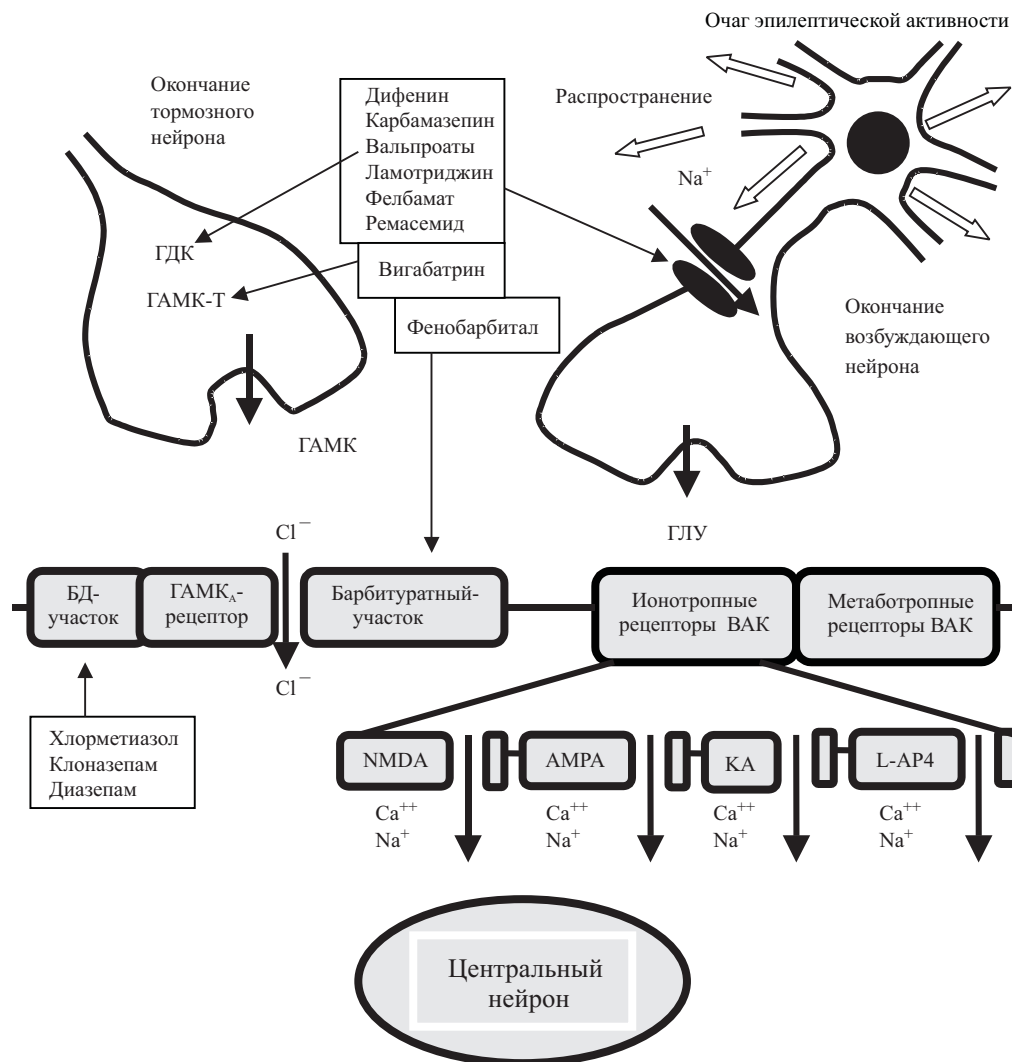 Очаг эпилептической активности
Окончание
тормозного
нейрона
Дифенин
Карбамазепин
Вальпроаты
Ламотриджин
Фелбамат
Ремасемид
Распространение
Na+
ГДК
ГАМК-Т
Вигабатрин
Фенобарбитал
Окончание
возбуждающего
нейрона
ГАМК
ГЛУ
Cl−
БД-
участок
ГАМКA-
рецептор
Барбитуратный-
участок
Ионотропные
рецепторы ВАК
Метаботропные
рецепторы ВАК
Cl−
Хлорметиазол
Клоназепам
Диазепам
NMDA
AMPA
KA
L-AP4
Ca++
Na+
Ca++
Na+
Ca++
Na+
Ca++
Na+
Центральный
нейрон